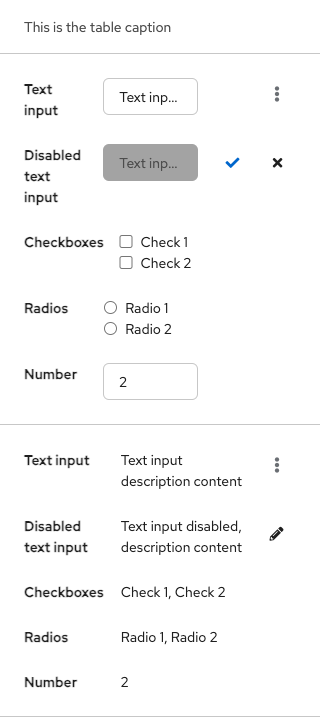 This is the table caption
Text
input
Text inp...
Disabled
text
input
Text inp...
Checkboxes
Check 1
Check 2
Radios
Radio 1
Radio 2
Number
2
Text input
Text input
description content
Disabled
text input
Text input disabled,
description content
Checkboxes
Check 1, Check 2
Radios
Radio 1, Radio 2
Number
2